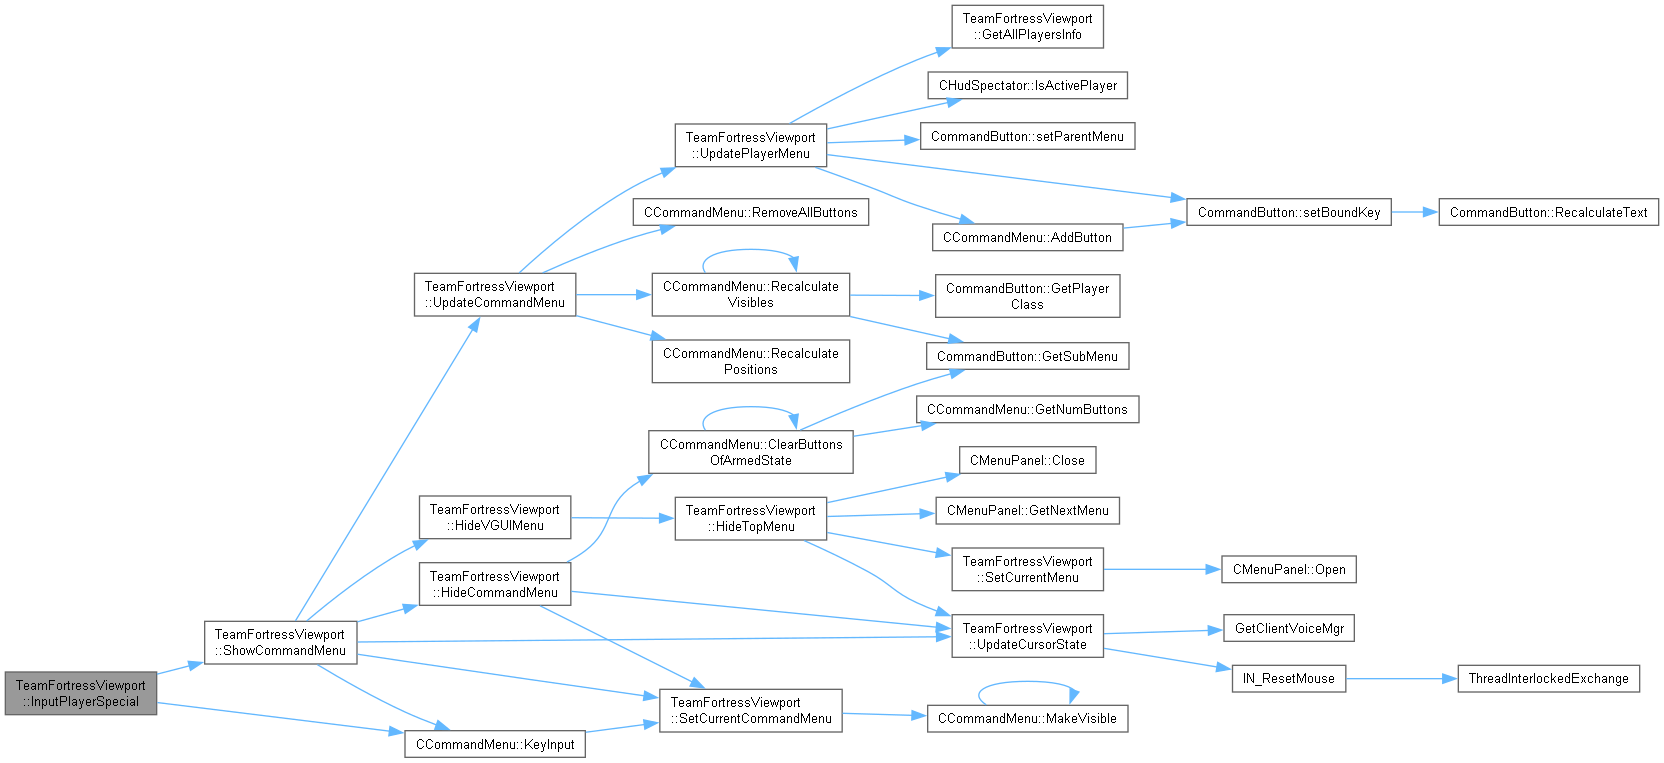 TeamFortressViewport
::GetAllPlayersInfo
CHudSpectator::IsActivePlayer
TeamFortressViewport
::UpdatePlayerMenu
CommandButton::setParentMenu
CCommandMenu::RemoveAllButtons
CommandButton::setBoundKey
CommandButton::RecalculateText
CCommandMenu::AddButton
TeamFortressViewport
::UpdateCommandMenu
CCommandMenu::Recalculate
Visibles
CommandButton::GetPlayer
Class
CCommandMenu::Recalculate
Positions
CommandButton::GetSubMenu
CCommandMenu::GetNumButtons
CCommandMenu::ClearButtons
OfArmedState
CMenuPanel::Close
TeamFortressViewport
::HideVGUIMenu
TeamFortressViewport
::HideTopMenu
CMenuPanel::GetNextMenu
TeamFortressViewport
::HideCommandMenu
TeamFortressViewport
::SetCurrentMenu
CMenuPanel::Open
TeamFortressViewport
::ShowCommandMenu
TeamFortressViewport
::UpdateCursorState
GetClientVoiceMgr
TeamFortressViewport
::InputPlayerSpecial
IN_ResetMouse
ThreadInterlockedExchange
TeamFortressViewport
::SetCurrentCommandMenu
CCommandMenu::MakeVisible
CCommandMenu::KeyInput